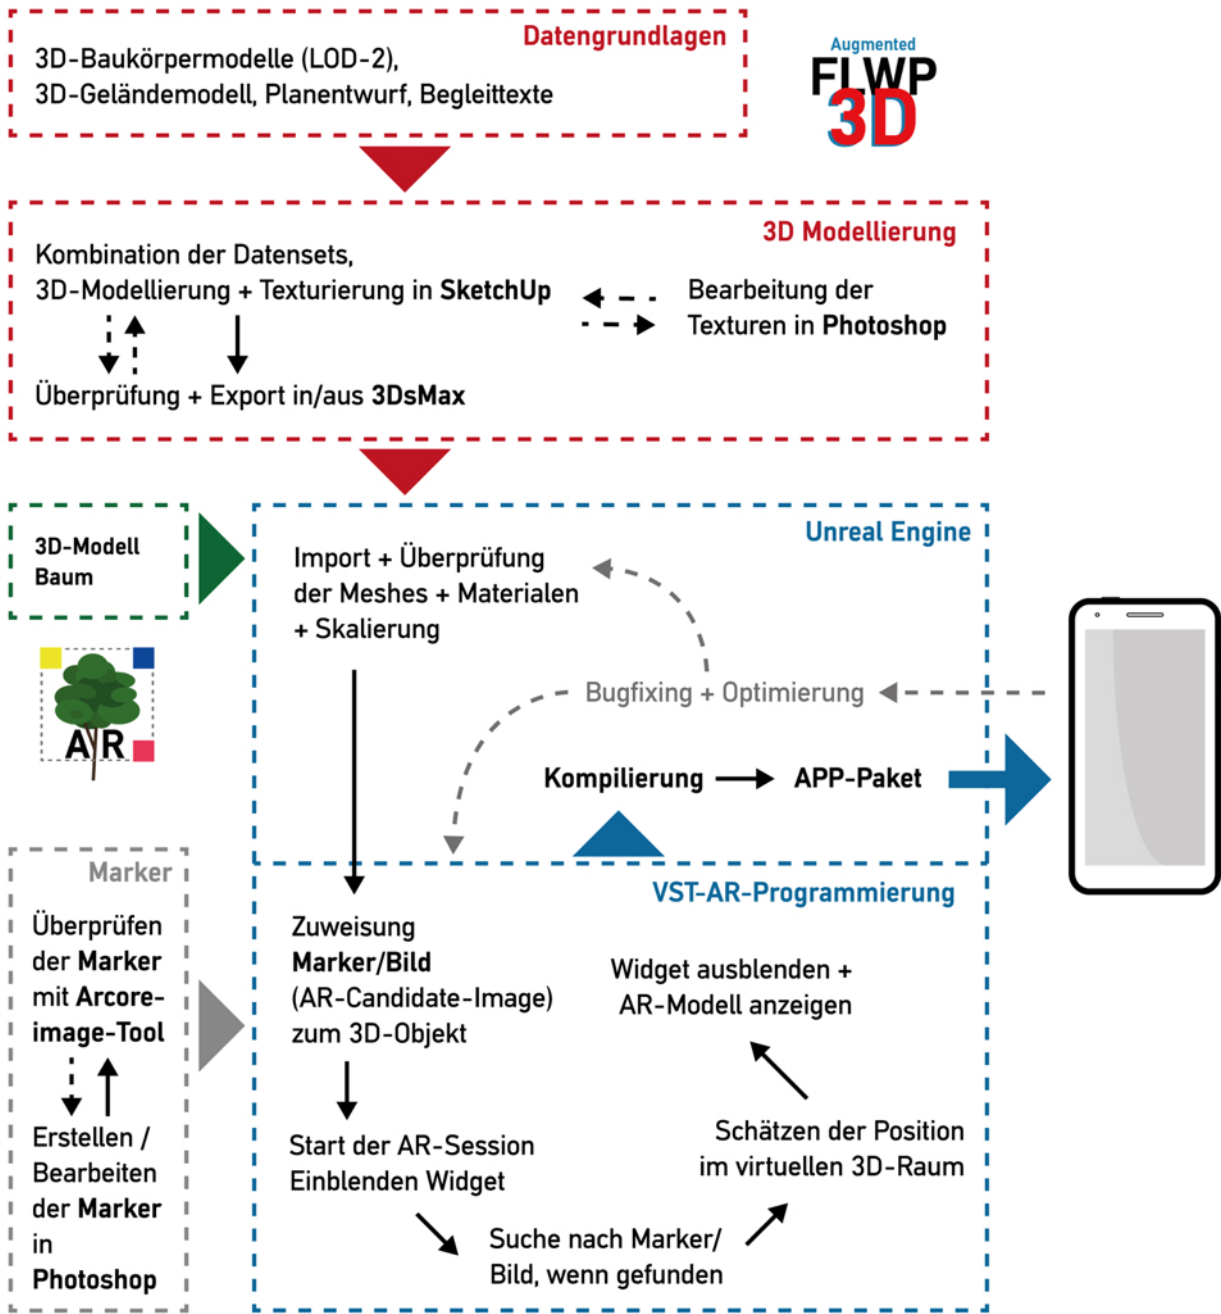 Datengrundlagen
3D-Baukörpermodelle (LOD-2),
3D-Geländemodell, Planentwurf, Begleittexte
Augmented
FLWP
3D
3D Modellierung
Kombination der Datensets,
3D-Modellierung + Texturierung in SketchUp
Bearbeitung der
Texturen in Photoshop
Überprüfung + Export in/aus 3DsMax
3D-Modell
Baum
AR
Unreal Engine
Import + Überprüfung
der Meshes + Materialen
+ Skalierung
Bugfixing + Optimierung
Kompilierung
APP-Paket
Marker
Überprüfen
der Marker
mit Arcore-
image-Tool
Erstellen /
Bearbeiten
der Marker
in
Photoshop
VST-AR-Programmierung
Zuweisung
Marker/Bild
(AR-Candidate-Image)
zum 3D-Objekt
Start der AR-Session
Einblenden Widget
Suche nach Marker/
Bild, wenn gefunden
Schätzen der Position
im virtuellen 3D-Raum
Widget ausblenden +
AR-Modell anzeigen